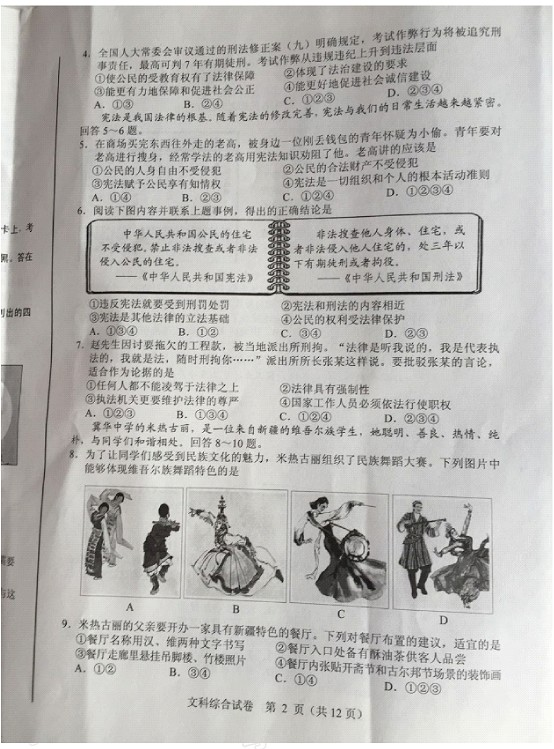 4．全国人大常委会审议通过的刑法修正案（九）明确规定，考试作弊行为将被追究刑
事责任，最高可判7年有期徒刑。考试作弊从违规违纪上升到违法层面
①使公民的受教育权有了法律保障 ②体现了法治建设的要求
③能更有力地保障和促进社会公正 ④能更好地促进社会诚信建设
A．①③ B．②④ C．①②③ D．②③④
宪法是我国法律的根基。随着宪法的修改完善，宪法与我们的日常生活越来越紧密。
回答5～6题。
5．在商场买完东西往外走的老高，被身边一位刚丢钱包的青年怀疑为小偷。青年要对
老高进行搜身，经常学法的老高用宪法知识劝阻了他。老高讲的应该是
①公民的人身自由不受侵犯 ②公民的合法财产不受侵犯
③宪法赋予公民享有知情权 ④宪法是一切组织和个人的根本活动准则
A．①④ B．②③ C．①②④ D．①②③④
6．阅读下图内容并联系上题事例，得出的正确结论是
中华人民共和国公民的住宅
不受侵犯。禁止非法搜查或者非法
侵入公民的住宅。
——《中华人民共和国宪法》
非法搜查他人身体、住宅，或
者非法侵入他人住宅的，处三年以
下有期徒刑或者拘役。
——《中华人民共和国刑法》
①违反宪法就要受到刑罚处罚 ②宪法和刑法的内容相近
③宪法是其他法律的立法基础 ④公民的权利受法律保护
A．①③④ B．①② C．③④ D．②③
7．赵先生因讨要拖欠的工程款，被当地派出所刑拘。“法律是听我说的，我是代表执
法的，我就是法，随时刑拘你……”派出所所长张某这样说。要批驳张某的言论，
适合作为论据的是
①任何人都不能凌驾于法律之上 ②法律具有强制性
③执法机关更要维护法律的尊严 ④国家工作人员必须依法行使职权
A．①②③ B．①③④ C．①②④ D．②③④
冀华中学的米热古丽，是一位来自新疆的维吾尔族学生，她聪明、善良、热情、纯
朴，与同学们和谐相处。回答8～10题。
8．为了让同学们感受到民族文化的魅力，米热古丽组织了民族舞蹈大赛。下列图片中
能够体现维吾尔族舞蹈特色的是
A B C D
9．米热古丽的父亲要开办一家具有新疆特色的餐厅。下列对餐厅布置的建议，适宜的是
①餐厅名称用汉、维两种文字书写 ②餐厅入口处备有酥油茶供客人品尝
③餐厅走廊里悬挂吊脚楼、竹楼照片 ④餐厅内张贴开斋节和古尔邦节场景的装饰画
A．①② B．③④ C．①④ D．①②③
文科综合试卷 第 2 页（共12页）
卡上．考
答在
出的四